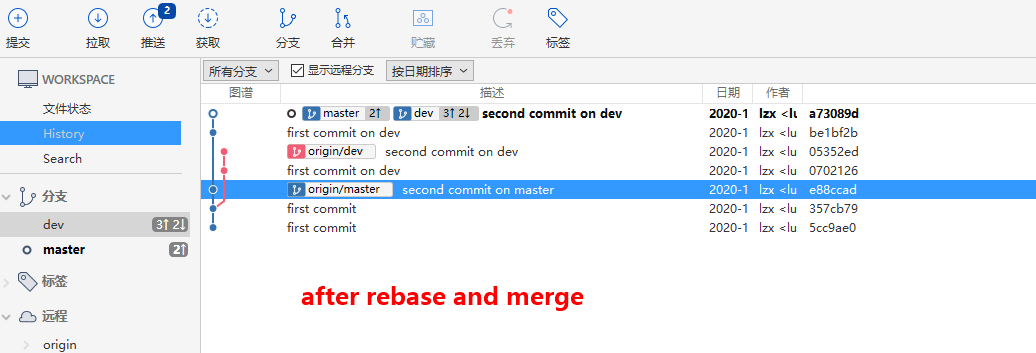 2
提交 拉取 推送 获取 分支 合并 贮藏 丢弃 标签
WORKSPACE
文件状态
History
Search
分支
dev 3↑ 2↓
master 2↑
标签
远程
origin
所有分支 显示远程分支 按日期排序
图谱 描述 日期 作者
master 2↑ dev 3↑ 2↓ second commit on dev 2020-1 lzx <lu a73089d
first commit on dev 2020-1 lzx <lu be1bf2b
origin/dev second commit on dev 2020-1 lzx <lu 05352ed
first commit on dev 2020-1 lzx <lu 0702126
origin/master second commit on master 2020-1 lzx <lu e88ccad
first commit 2020-1 lzx <lu 357cb79
first commit 2020-1 lzx <lu 5cc9ae0
after rebase and merge